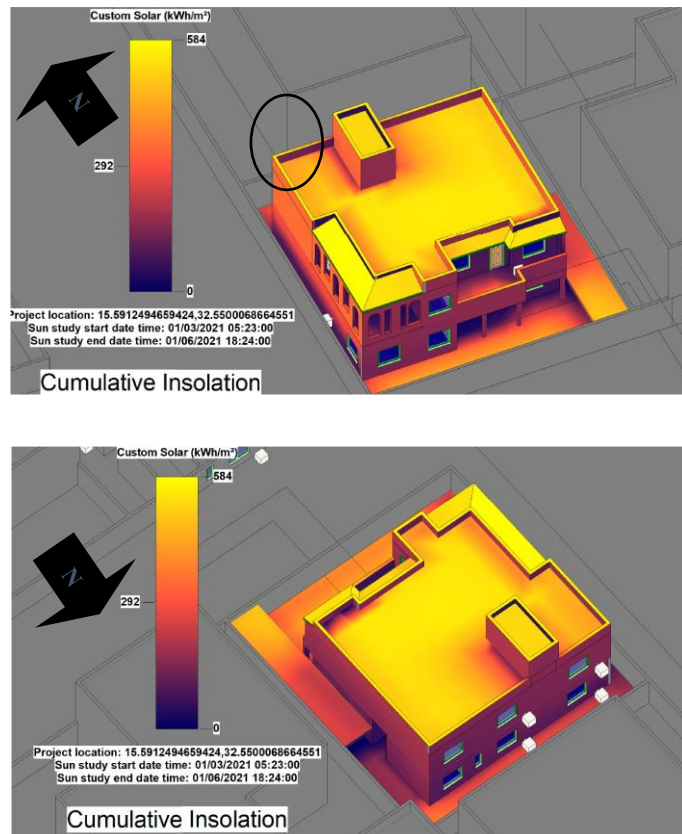 Custom Solar (kWh/m²)
584
N
292
0
Project location: 15.5912494659424,32.5500068664551
Sun study start date time: 01/03/2021 05:23:00
Sun study end date time: 01/06/2021 18:24:00
Cumulative Insolation
Custom Solar (kWh/m²)
584
N
292
0
Project location: 15.5912494659424,32.5500068664551
Sun study start date time: 01/03/2021 05:23:00
Sun study end date time: 01/06/2021 18:24:00
Cumulative Insolation